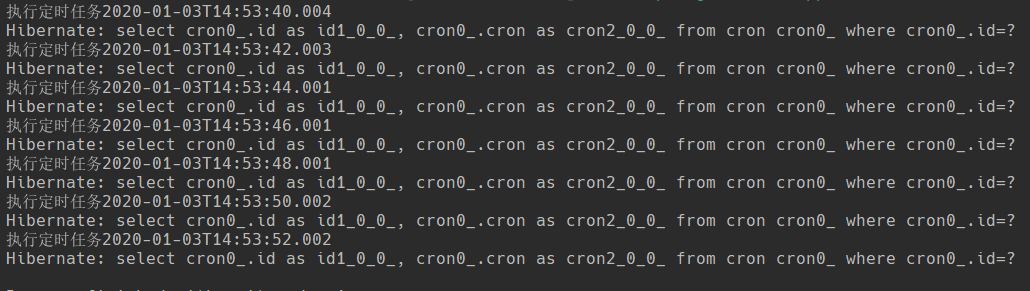 执行定时任务2020-01-03T14:53:40.004
Hibernate: select cron0_.id as id1_0_0_, cron0_.cron as cron2_0_0_ from cron cron0_ where cron0_.id=?
执行定时任务2020-01-03T14:53:42.003
Hibernate: select cron0_.id as id1_0_0_, cron0_.cron as cron2_0_0_ from cron cron0_ where cron0_.id=?
执行定时任务2020-01-03T14:53:44.001
Hibernate: select cron0_.id as id1_0_0_, cron0_.cron as cron2_0_0_ from cron cron0_ where cron0_.id=?
执行定时任务2020-01-03T14:53:46.001
Hibernate: select cron0_.id as id1_0_0_, cron0_.cron as cron2_0_0_ from cron cron0_ where cron0_.id=?
执行定时任务2020-01-03T14:53:48.001
Hibernate: select cron0_.id as id1_0_0_, cron0_.cron as cron2_0_0_ from cron cron0_ where cron0_.id=?
执行定时任务2020-01-03T14:53:50.002
Hibernate: select cron0_.id as id1_0_0_, cron0_.cron as cron2_0_0_ from cron cron0_ where cron0_.id=?
执行定时任务2020-01-03T14:53:52.002
Hibernate: select cron0_.id as id1_0_0_, cron0_.cron as cron2_0_0_ from cron cron0_ where cron0_.id=?